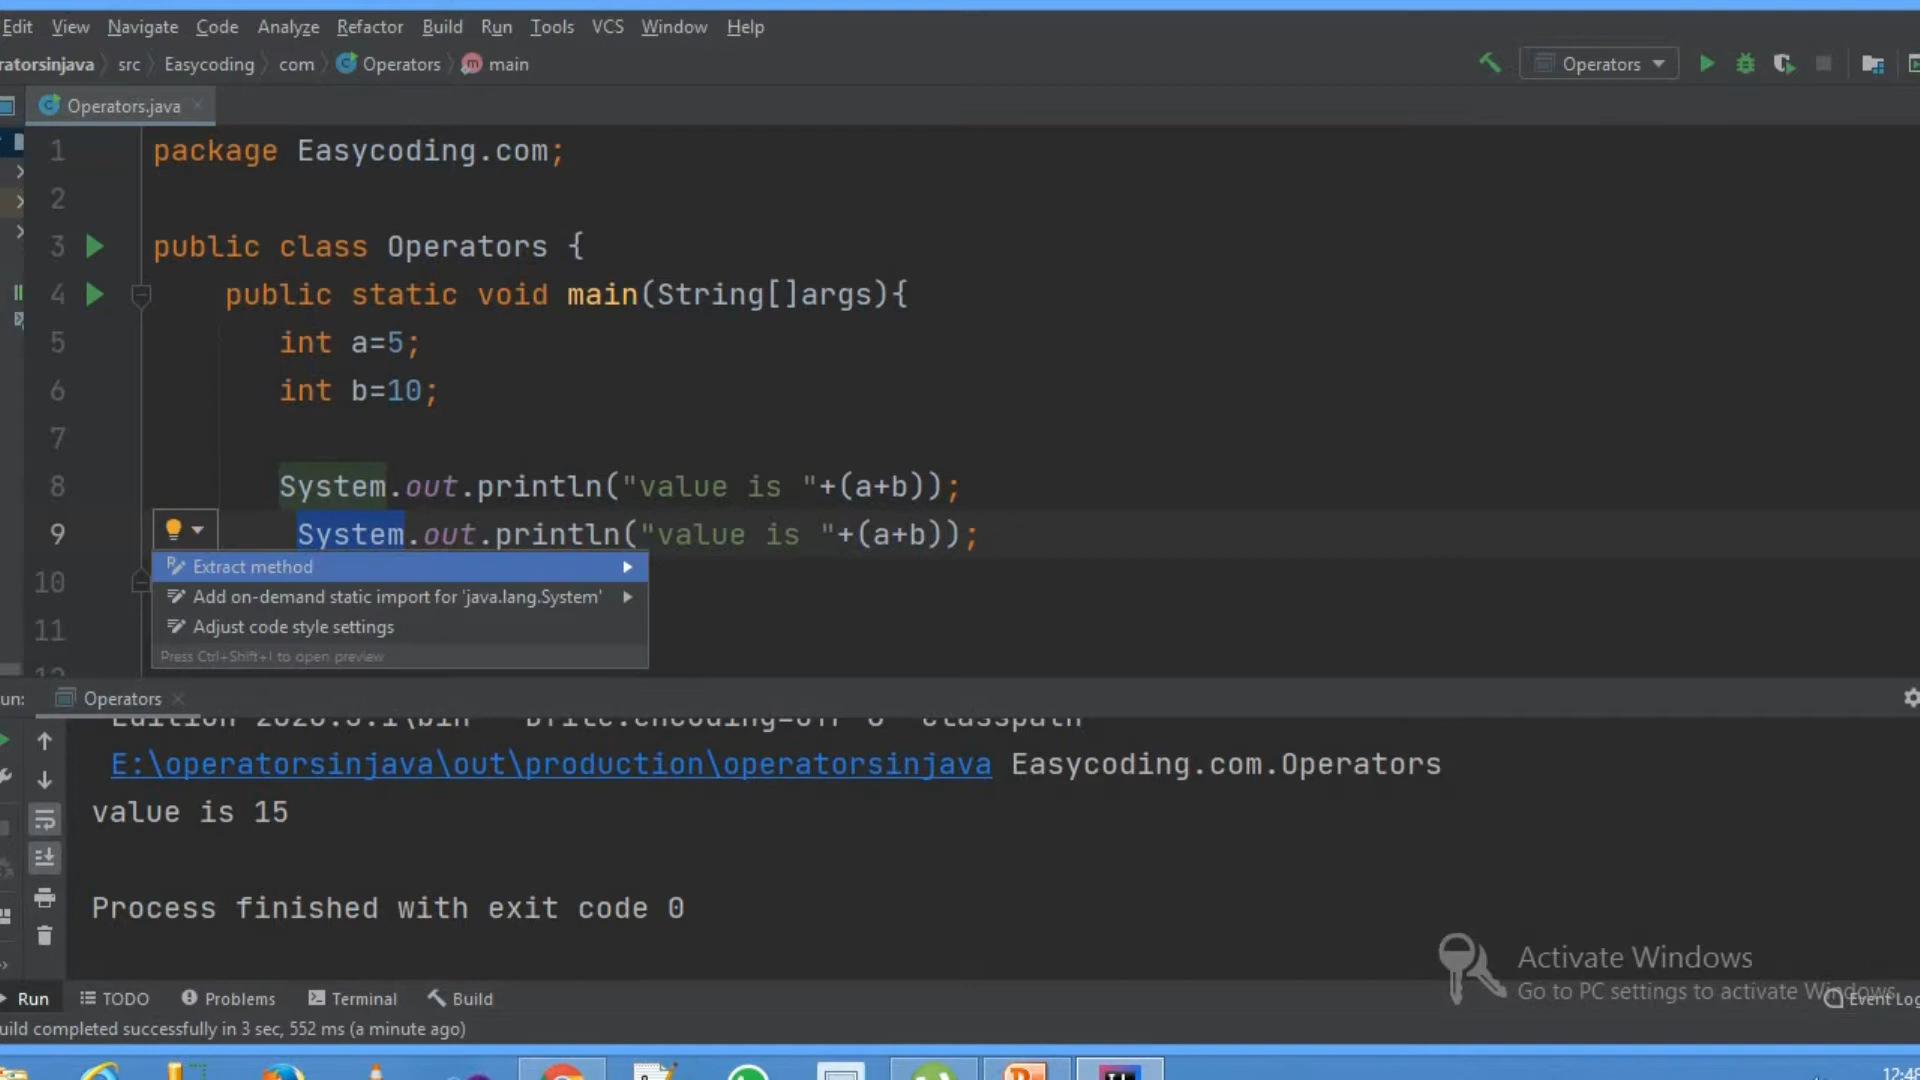 Edit View Navigate Code Analyze Refactor Build Run Tools VCS Window Help
ratorsinjava src Easycoding com Operators main Operators
Operators.java
1 package Easycoding.com;
2
3 public class Operators {
4 public static void main(String[]args){
5 int a=5;
6 int b=10;
7
8 System.out.println("value is "+(a+b));
9 System.out.println("value is "+(a+b));
Extract method
10
Add on-demand static import for 'java.lang.System'
11
Adjust code style settings
Press Ctrl+Shift+I to open preview
un: Operators
E:\operatorsinjava\out\production\operatorsinjava Easycoding.com.Operators
value is 15
Process finished with exit code 0
Activate Windows
Go to PC settings to activate Windows.
Run TODO Problems Terminal Build Event Log
uild completed successfully in 3 sec, 552 ms (a minute ago)
12:48